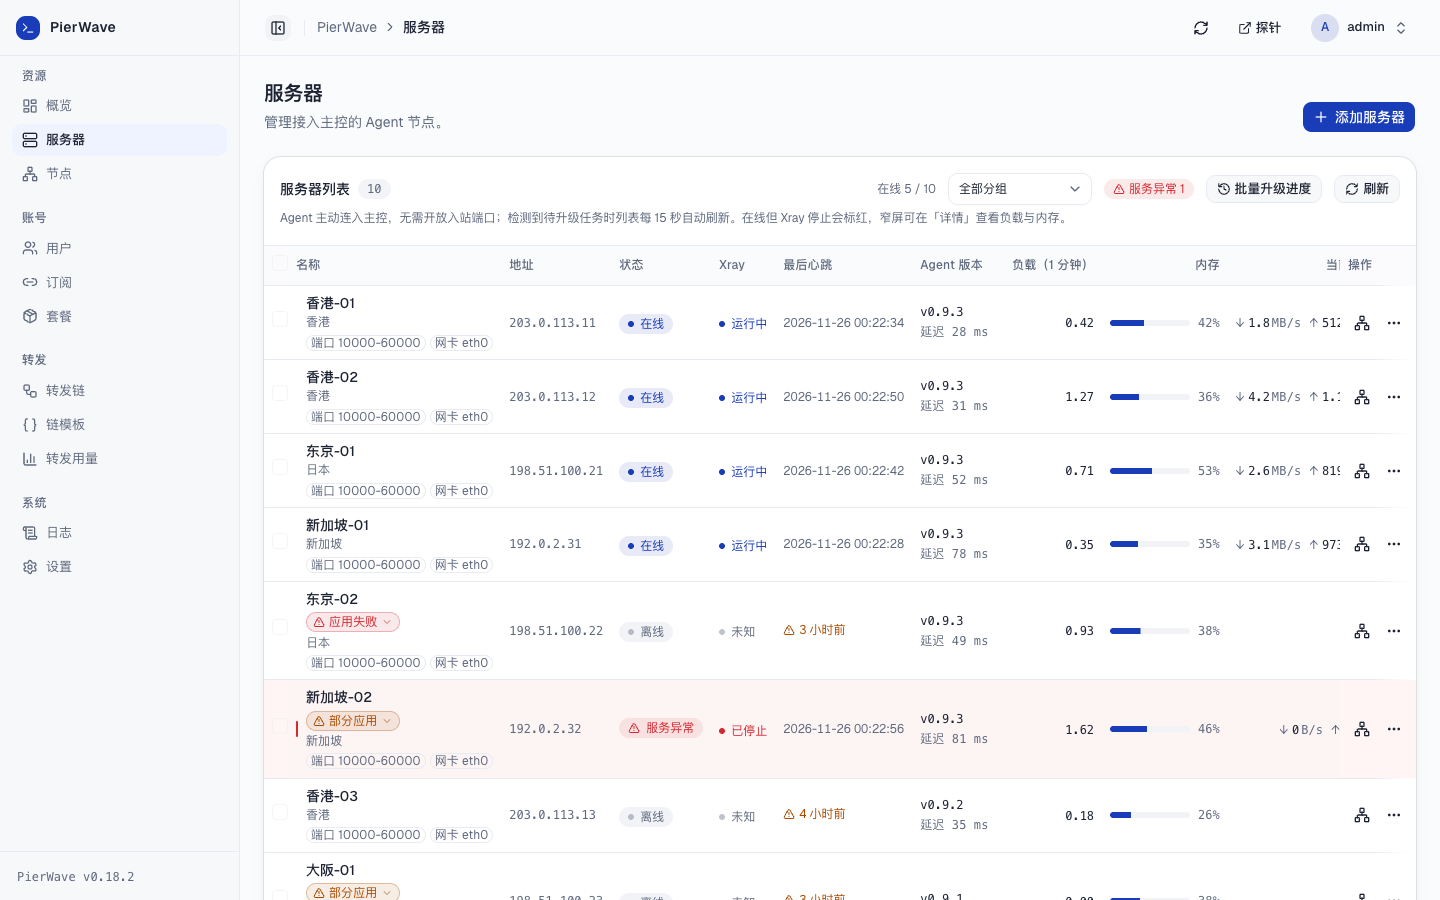 PierWave
资源
概览
服务器
节点
账号
用户
订阅
套餐
转发
转发链
链模板
转发用量
系统
日志
设置
PierWave v0.18.2
PierWave > 服务器
探针
A admin
服务器
管理接入主控的 Agent 节点。
添加服务器
服务器列表 10
在线 5 / 10
全部分组
服务异常 1
批量升级进度
刷新
Agent 主动连入主控，无需开放入站端口；检测到待升级任务时列表每 15 秒自动刷新。在线但 Xray 停止会标红，窄屏可在「详情」查看负载与内存。
名称 地址 状态 Xray 最后心跳 Agent 版本 负载（1 分钟） 内存 操作
香港-01
香港
端口 10000-60000 网卡 eth0
203.0.113.11 在线 运行中 2026-11-26 00:22:34
v0.9.3
延迟 28 ms
0.42 42% ↓ 1.8MB/s ↑ 512
香港-02
香港
端口 10000-60000 网卡 eth0
203.0.113.12 在线 运行中 2026-11-26 00:22:50
v0.9.3
延迟 31 ms
1.27 36% ↓ 4.2MB/s ↑ 1.1
东京-01
日本
端口 10000-60000 网卡 eth0
198.51.100.21 在线 运行中 2026-11-26 00:22:42
v0.9.3
延迟 52 ms
0.71 53% ↓ 2.6MB/s ↑ 819
新加坡-01
新加坡
端口 10000-60000 网卡 eth0
192.0.2.31 在线 运行中 2026-11-26 00:22:28
v0.9.3
延迟 78 ms
0.35 35% ↓ 3.1MB/s ↑ 973
东京-02
应用失败
日本
端口 10000-60000 网卡 eth0
198.51.100.22 离线 未知 3 小时前
v0.9.3
延迟 49 ms
0.93 38%
新加坡-02
部分应用
新加坡
端口 10000-60000 网卡 eth0
192.0.2.32 服务异常 已停止 2026-11-26 00:22:56
v0.9.3
延迟 81 ms
1.62 46% ↓ 0B/s ↑
香港-03
香港
端口 10000-60000 网卡 eth0
203.0.113.13 离线 未知 4 小时前
v0.9.2
延迟 35 ms
0.18 26%
大阪-01
部分应用